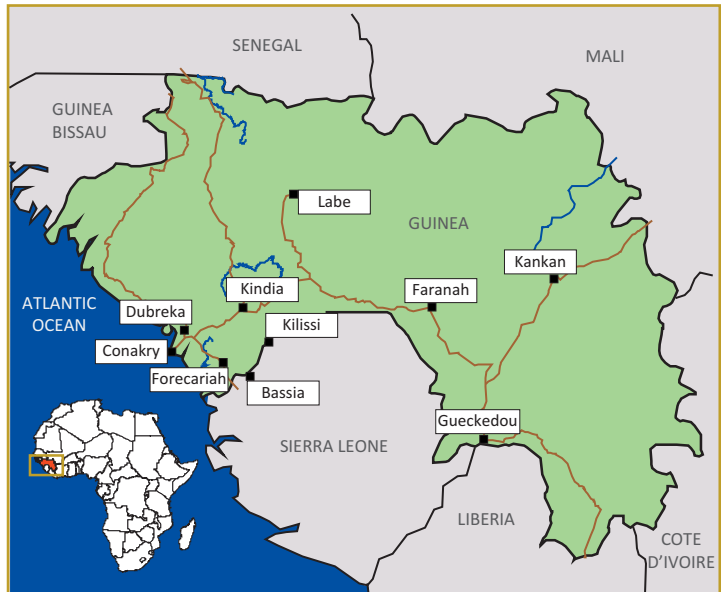 SENEGAL
MALI
GUINEA
BISSAU
Labe
GUINEA
Kankan
Kindia
Faranah
ATLANTIC
OCEAN
Dubreka
Kilissi
Conakry
Forecariah
Bassia
Gueckedou
SIERRA LEONE
LIBERIA
COTE
D'IVOIRE